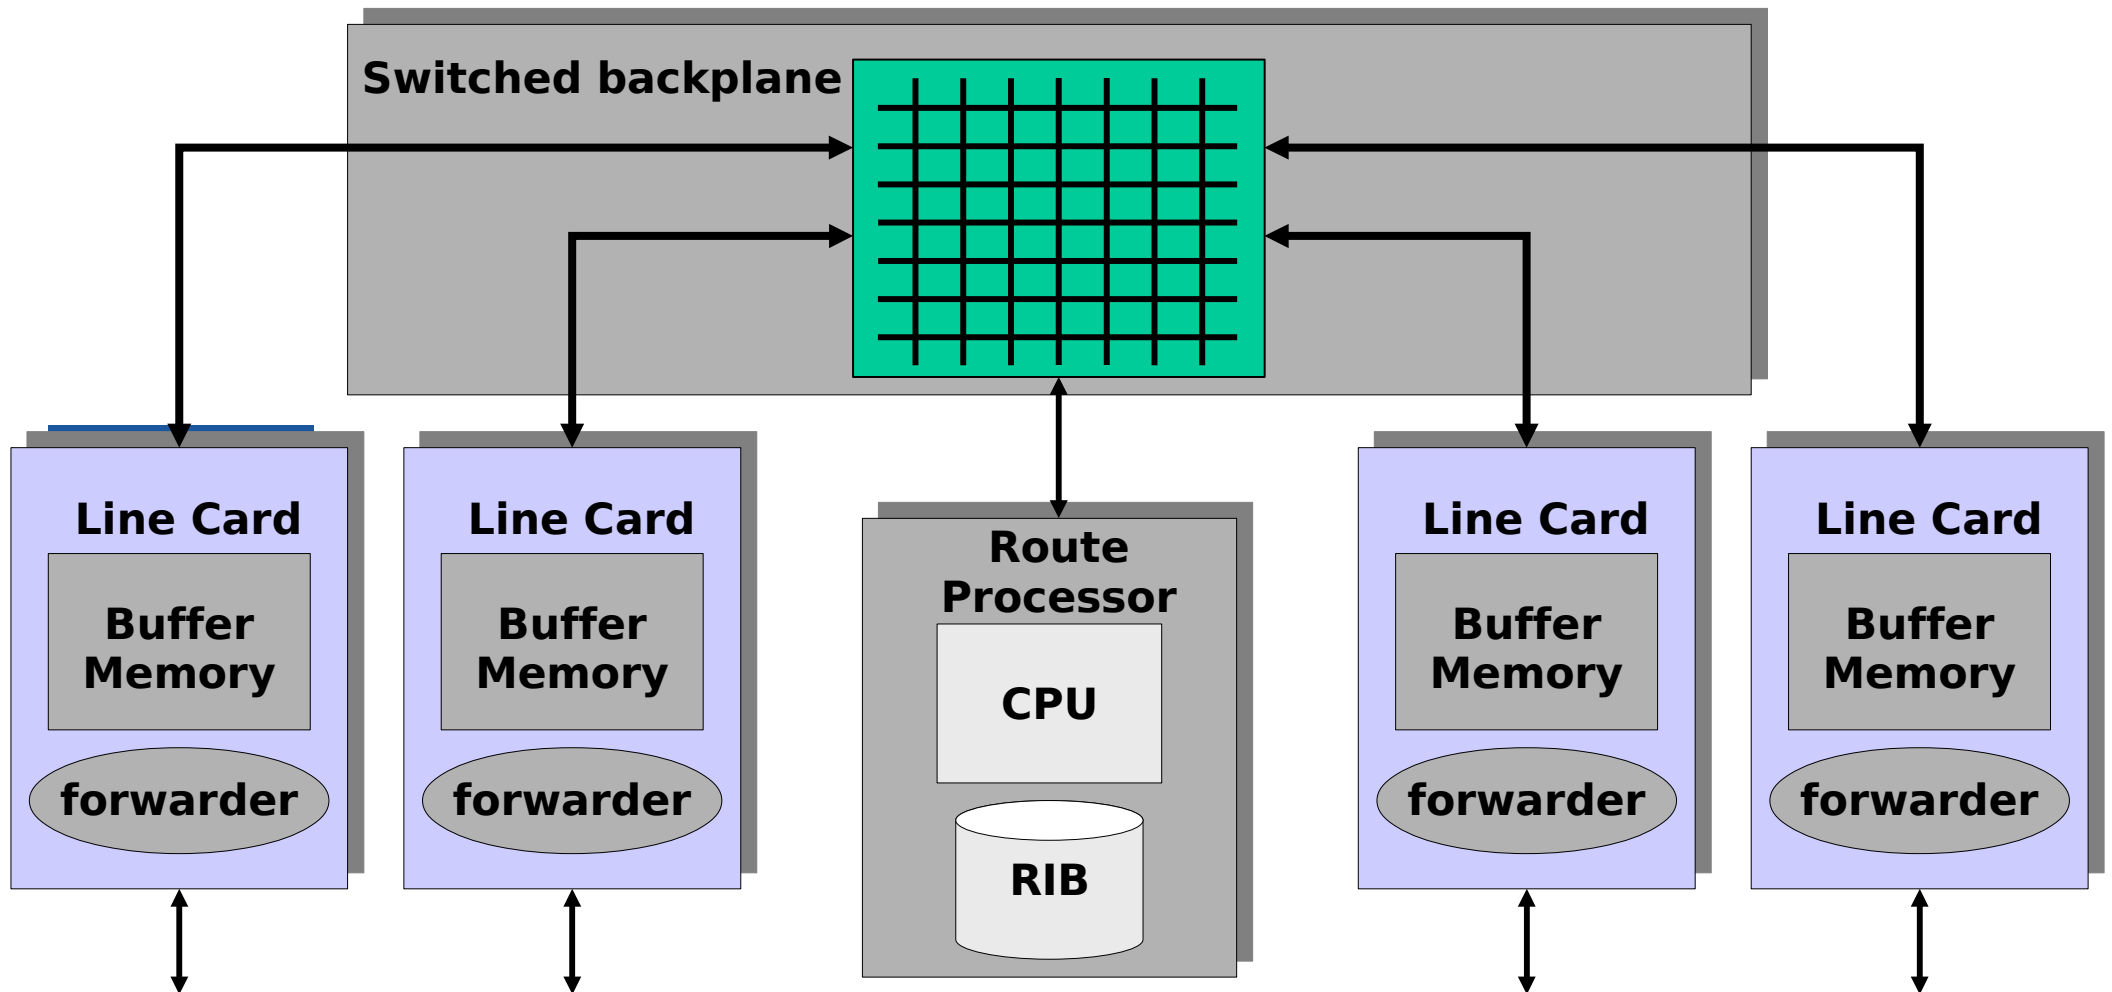 Switched backplane
Line Card
Buffer
Memory
forwarder
Line Card
Buffer
Memory
forwarder
Route
Processor
CPU
RIB
Line Card
Buffer
Memory
forwarder
Line Card
Buffer
Memory
forwarder